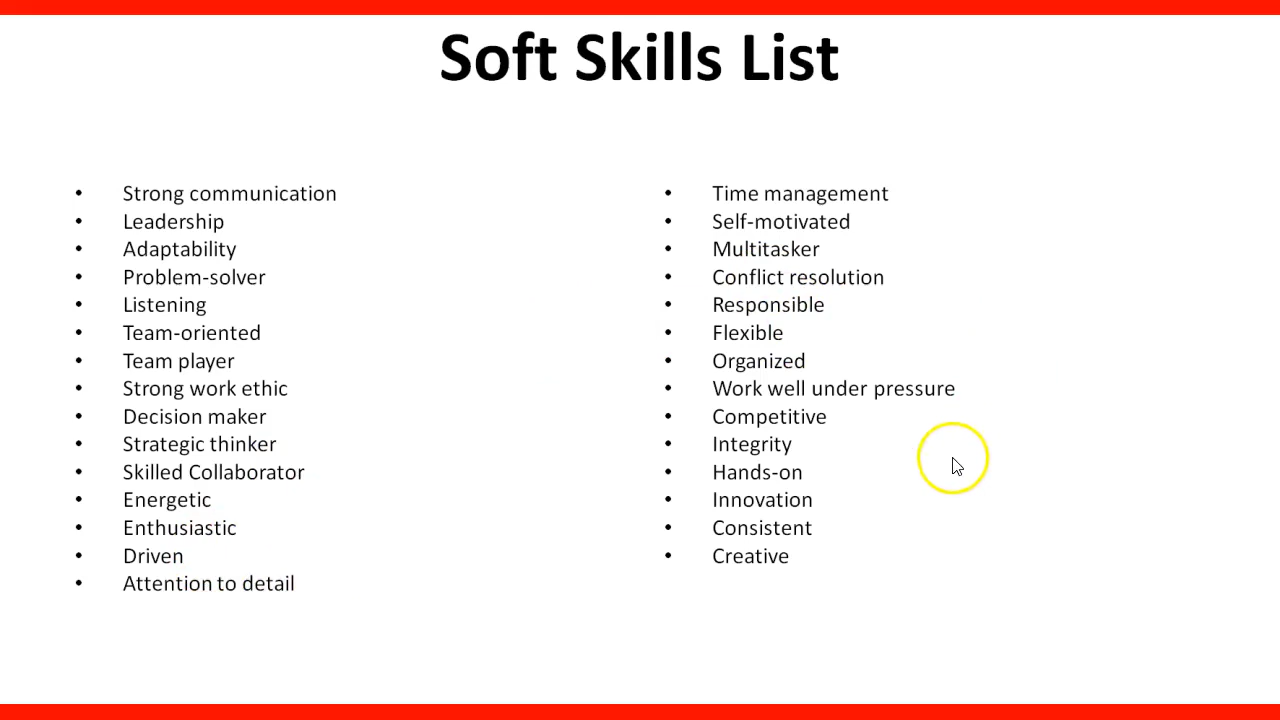 Soft Skills List
• Strong communication
• Leadership
• Adaptability
• Problem-solver
• Listening
• Team-oriented
• Team player
• Strong work ethic
• Decision maker
• Strategic thinker
• Skilled Collaborator
• Energetic
• Enthusiastic
• Driven
• Attention to detail
• Time management
• Self-motivated
• Multitasker
• Conflict resolution
• Responsible
• Flexible
• Organized
• Work well under pressure
• Competitive
• Integrity
• Hands-on
• Innovation
• Consistent
• Creative